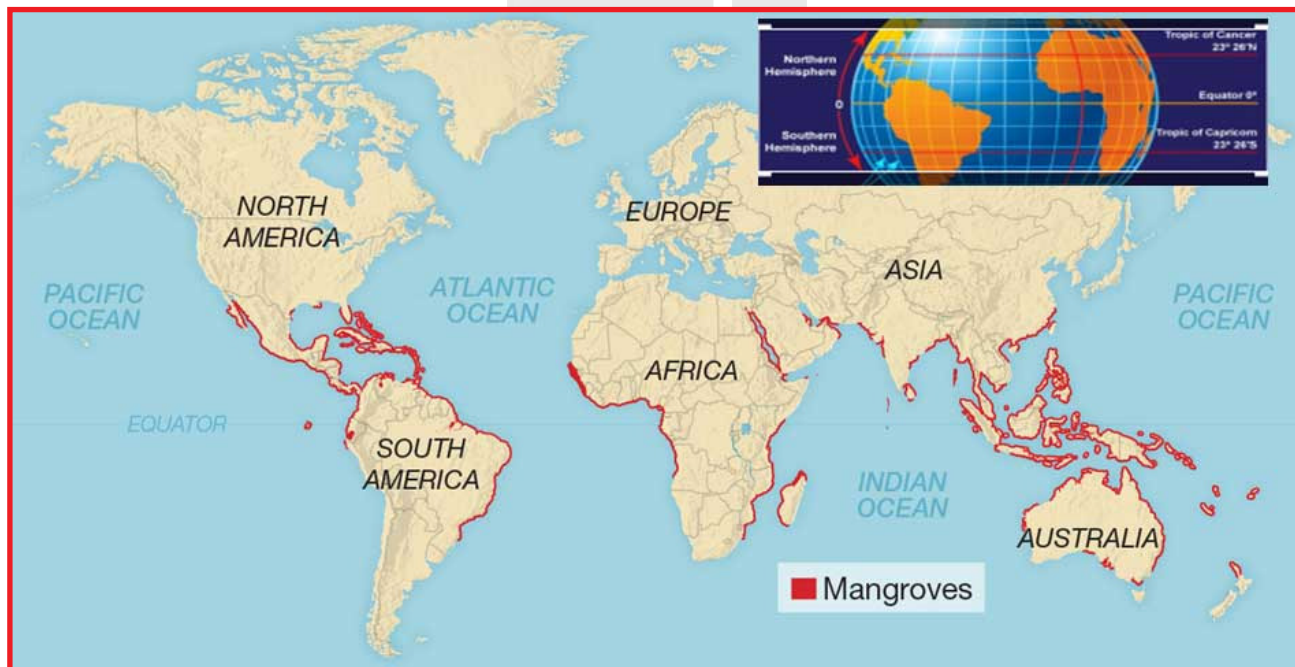 Tropic of Cancer
23° 26'N
Northern
Hemisphere
0
Equator 0°
Southern
Hemisphere
Tropic of Capricorn
23° 26'S
NORTH
AMERICA
EUROPE
ASIA
PACIFIC
OCEAN
ATLANTIC
OCEAN
PACIFIC
OCEAN
AFRICA
EQUATOR
SOUTH
AMERICA
INDIAN
OCEAN
AUSTRALIA
Mangroves